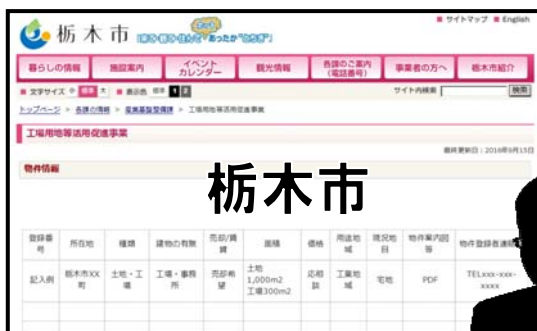 サイトマップ English
栃木市
暮らしの情報 施設案内 イベントカレンダー 観光情報 各課のご案内(電話番号) 事業者の方へ 栃木市紹介
文字サイズ 小 標準 大 表示色 標準 1 2 サイト内検索 検索
トップページ > 各課の情報 > 産業基盤整備課 > 工場用地等活用促進事業
工場用地等活用促進事業
最終更新日:2016年9月15日
物件情報
栃木市
登録番号 所在地 種類 建物の有無 売却/賃貸 面積 価格 用途地域 現況地目 物件案内図等 物件登録者連絡
記入例 栃木市XX町 土地・工場 工場・事務所 売却希望 土地1,000m2 工場300m2 応相談 工業地域 宅地 PDF TELxxx-xxx-xxxx